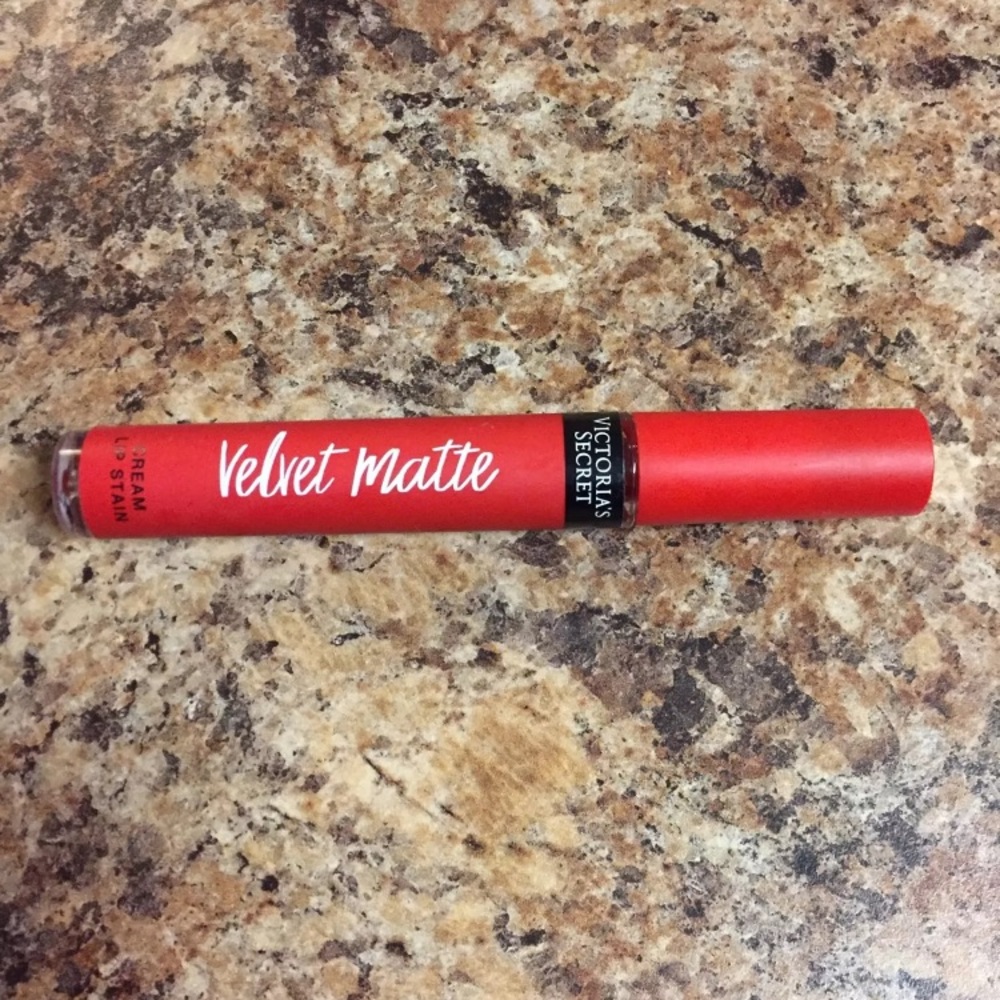 CREAM
LIP STAIN
Velvet Matte
VICTORIA'S
SECRET